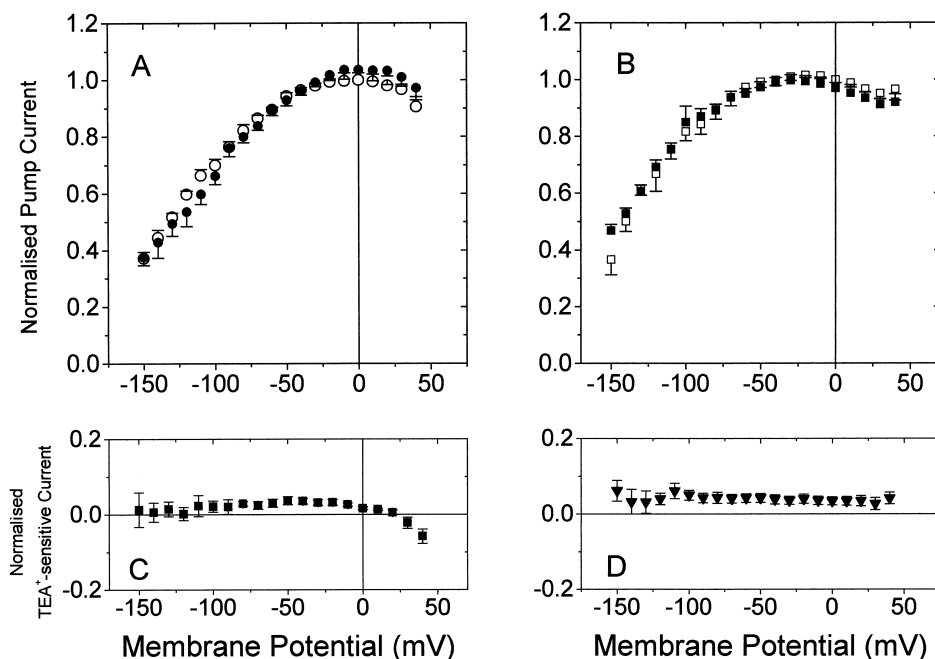 A
B
Normalised Pump Current
1.2
1.0
0.8
0.6
0.4
0.2
0.0
-150 -100 -50 0 50
1.2
1.0
0.8
0.6
0.4
0.2
0.0
-150 -100 -50 0 50
Normalised
TEA⁺-sensitive Current
0.2
0.0
-0.2
C
-150 -100 -50 0 50
Membrane Potential (mV)
0.2
0.0
-0.2
D
-150 -100 -50 0 50
Membrane Potential (mV)